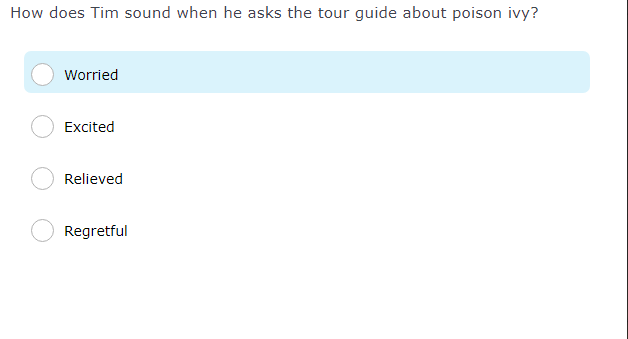 How does Tim sound when he asks the tour guide about poison ivy?
Worried
Excited
Relieved
Regretful